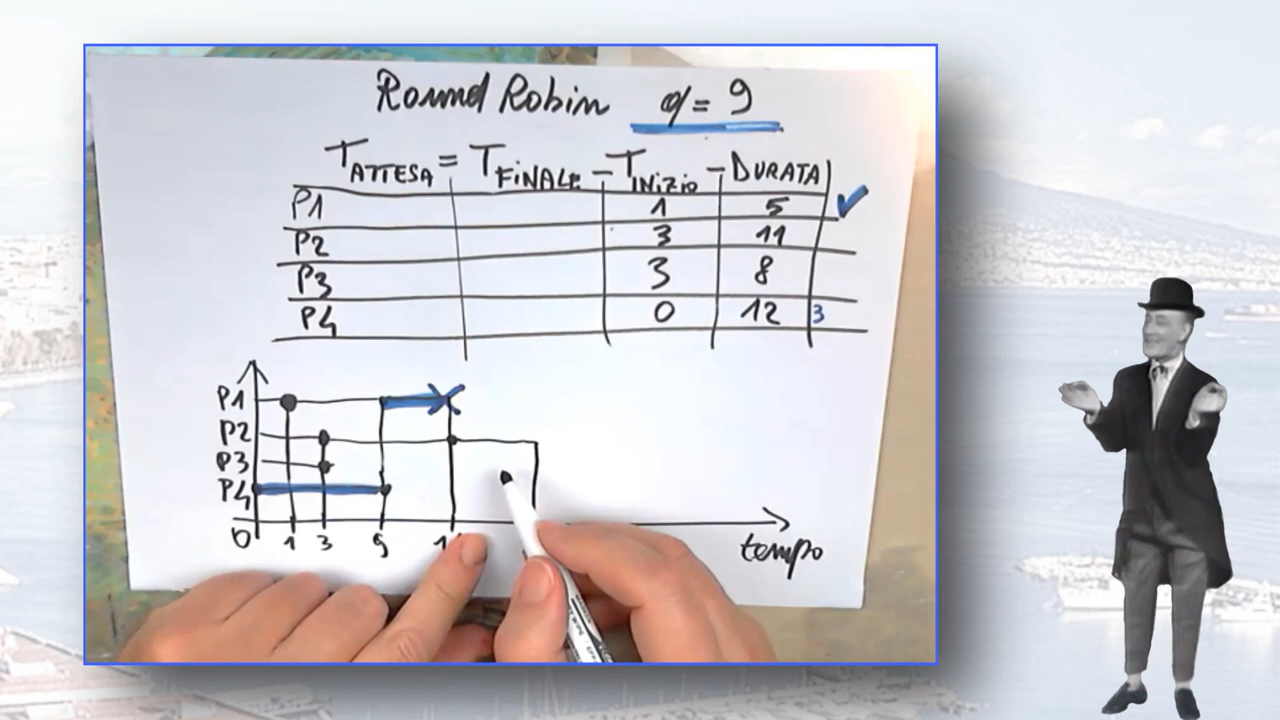 Round Robin q = 9
TATTESA = TFINALE - TINIZIO - DURATA
P1 1 5 ✓
P2 3 11
P3 3 8
P4 0 12 3
P1
P2
P3
P4
0 1 3 9
tempo